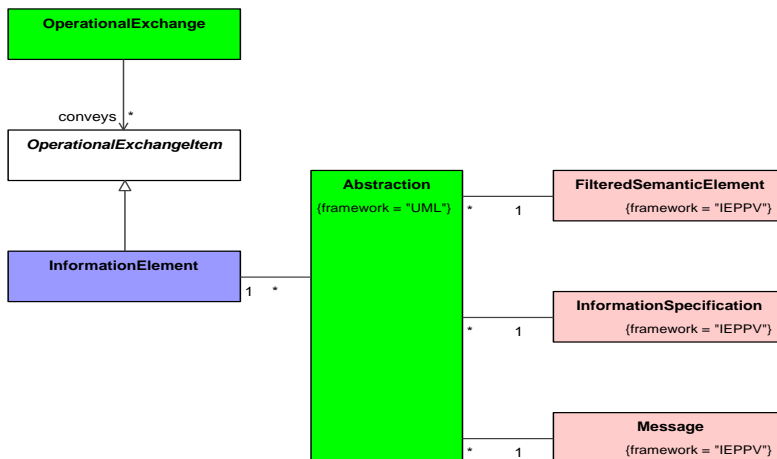 OperationalExchange
conveys *
OperationalExchangeItem
InformationElement
1 *
Abstraction
{framework = "UML"}
* 1
FilteredSemanticElement
{framework = "IEPPV"}
* 1
InformationSpecification
{framework = "IEPPV"}
* 1
Message
{framework = "IEPPV"}